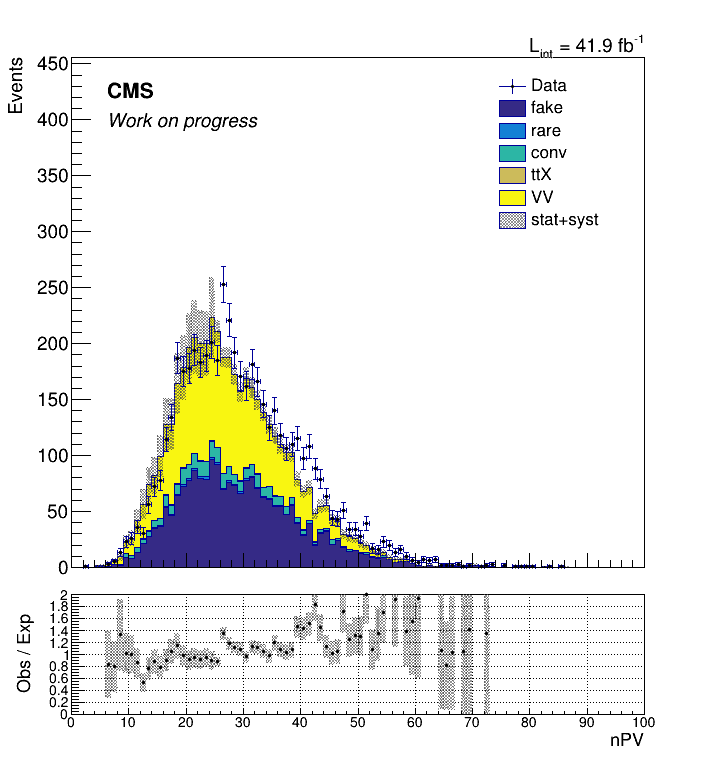 L_int = 41.9 fb^-1
Events
450
400
350
300
250
200
150
100
50
0
CMS
Work on progress
Data
fake
rare
conv
ttX
VV
stat+syst
Obs / Exp
2
1.8
1.6
1.4
1.2
1
0.8
0.6
0.4
0.2
0
0 10 20 30 40 50 60 70 80 90 100
nPV